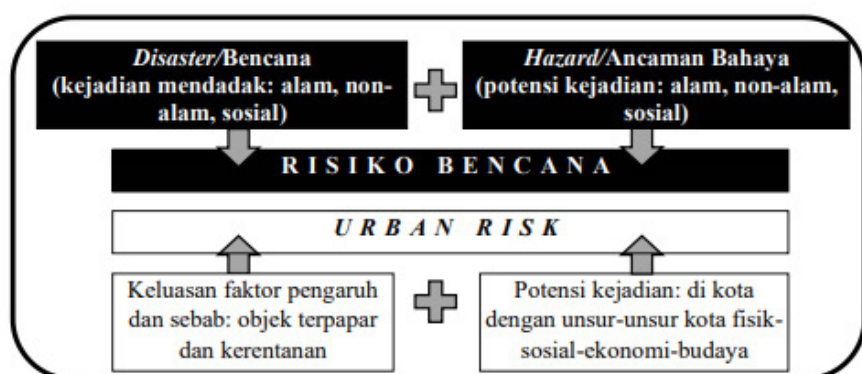 Disaster/Bencana
(kejadian mendadak: alam, non-
alam, sosial)
Hazard/Ancaman Bahaya
(potensi kejadian: alam, non-alam,
sosial)
RISIKO BENCANA
URBAN RISK
Keluasan faktor pengaruh
dan sebab: objek terpapar
dan kerentanan
Potensi kejadian: di kota
dengan unsur-unsur kota fisik-
sosial-ekonomi-budaya